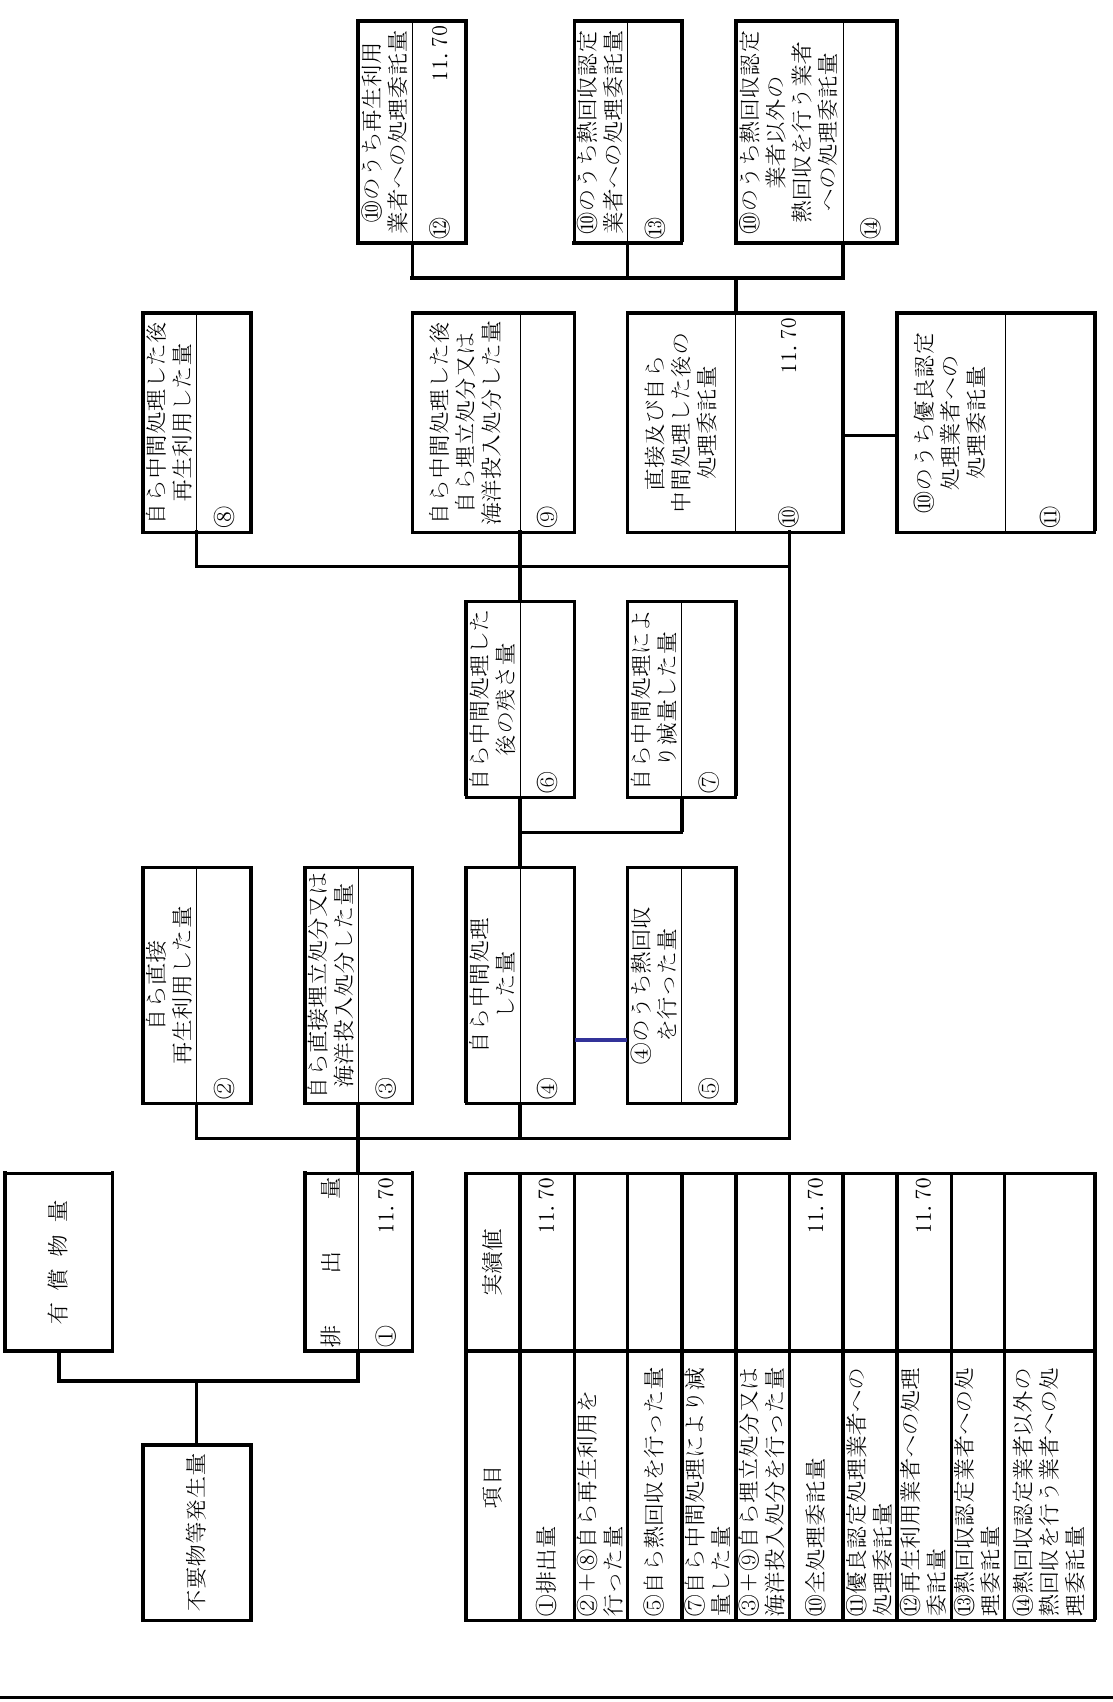 有償物量
不要物等発生量
排出量
① 11.70
自ら直接
再生利用した量
②
自ら直接埋立処分又は
海洋投入処分した量
③
自ら中間処理
した量
④
④のうち熱回収
を行った量
⑤
自ら中間処理した
後の残さ量
⑥
自ら中間処理によ
り減量した量
⑦
自ら中間処理した後
再生利用した量
⑧
自ら中間処理した後
自ら埋立処分又は
海洋投入処分した量
⑨
直接及び自ら
中間処理した後の
処理委託量
⑩ 11.70
⑩のうち優良認定
処理業者への
処理委託量
⑪
⑩のうち再生利用
業者への処理委託量
⑫ 11.70
⑩のうち熱回収認定
業者への処理委託量
⑬
⑩のうち熱回収認定
業者以外の
熱回収を行う業者
への処理委託量
⑭
項目 実績値
①排出量 11.70
②＋⑧自ら再生利用を
行った量
⑤自ら熱回収を行った量
⑦自ら中間処理により減
量した量
③＋⑨自ら埋立処分又は
海洋投入処分を行った量
⑩全処理委託量 11.70
⑪優良認定処理業者への
処理委託量
⑫再生利用業者への処理
委託量 11.70
⑬熱回収認定業者への処
理委託量
⑭熱回収認定業者以外の
熱回収を行う業者への処
理委託量